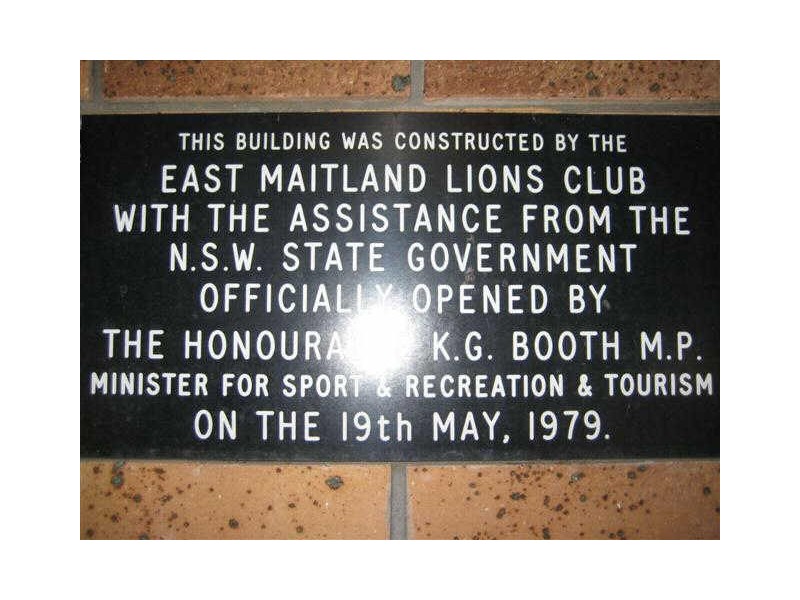 THIS BUILDING WAS CONSTRUCTED BY THE
EAST MAITLAND LIONS CLUB
WITH THE ASSISTANCE FROM THE
N.S.W. STATE GOVERNMENT
OFFICIALLY OPENED BY
THE K.G. BOOTH M.P.
MINISTER FOR SPORT & RECREATION & TOURISM
ON THE 19th MAY, 1979.